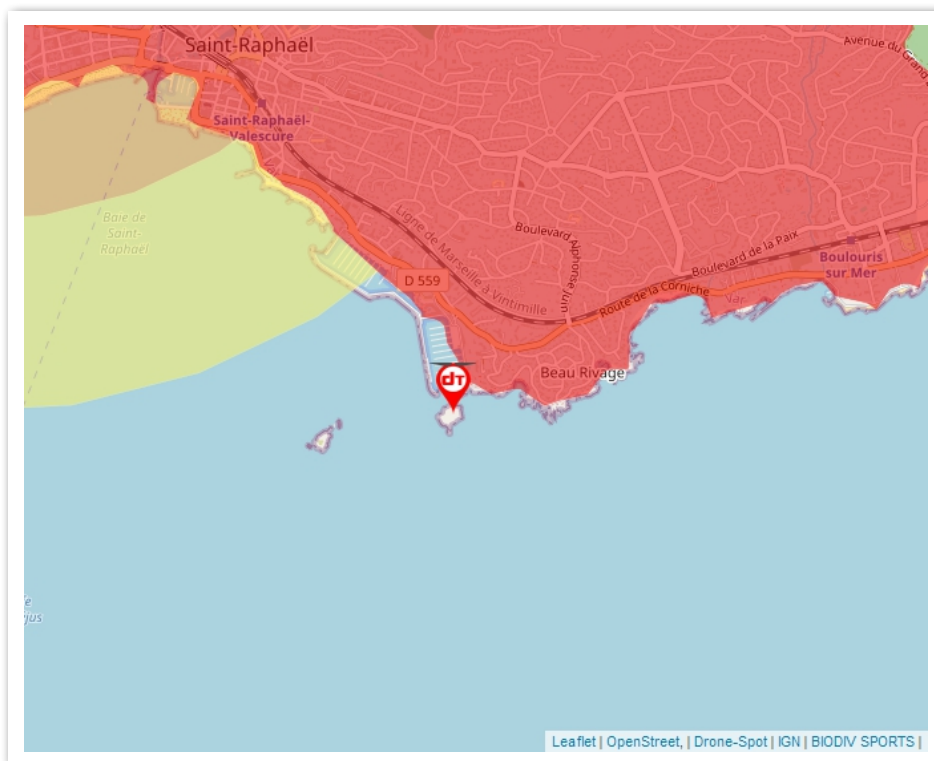 Saint-Raphaël
Avenue du Grand
Saint-Raphaël-
Valescure
Baie de
Saint-
Raphaël
Ligne de Marseille à Vintimille
Boulevard Alphonse Juin
Boulevard de la Paix
Boulouris
sur Mer
D 559
Route de la Corniche
Beau Rivage
dT
Leaflet | OpenStreet, | Drone-Spot | IGN | BIODIV SPORTS |